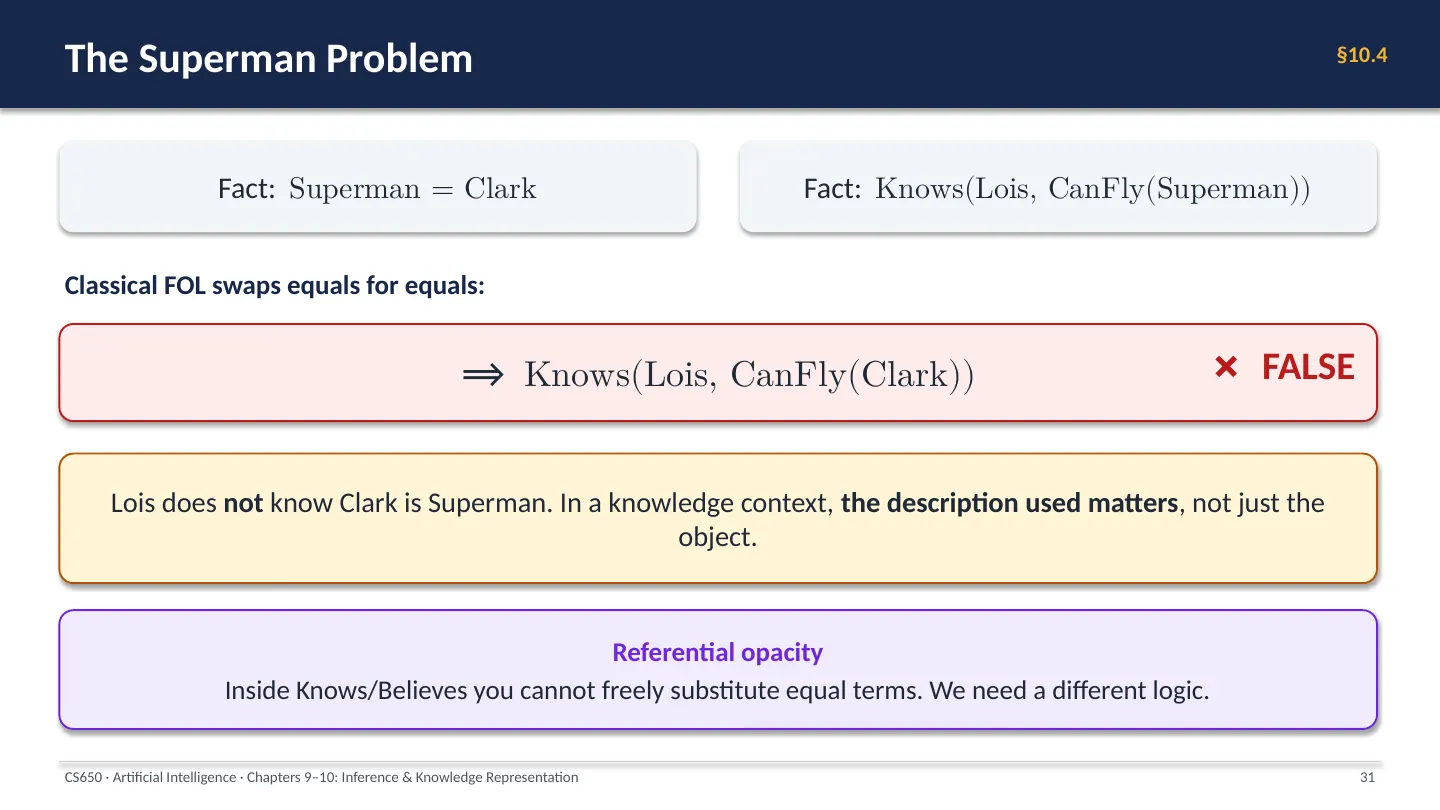 The Superman Problem
§10.4
Fact: Superman = Clark
Fact: Knows(Lois, CanFly(Superman))
Classical FOL swaps equals for equals:
⟹ Knows(Lois, CanFly(Clark))
× FALSE
Lois does not know Clark is Superman. In a knowledge context, the description used matters, not just the
object.
Referential opacity
Inside Knows/Believes you cannot freely substitute equal terms. We need a different logic.
CS650 · Artificial Intelligence · Chapters 9–10: Inference & Knowledge Representation
31